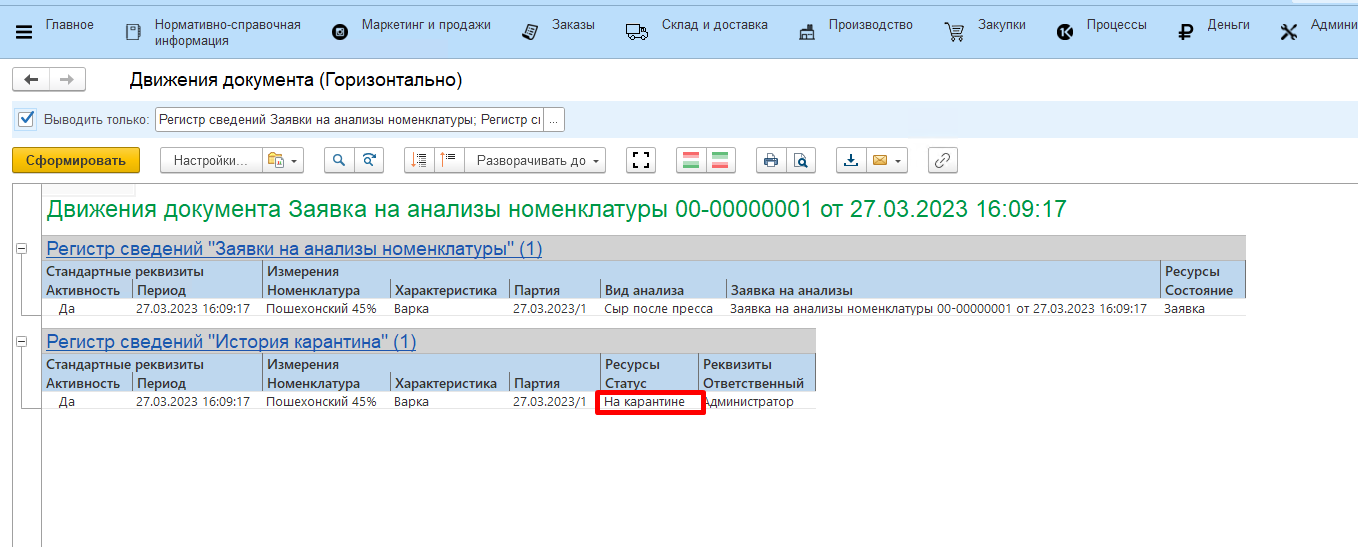 Главное
Нормативно-справочная
информация
Маркетинг и продажи
Заказы
Склад и доставка
Производство
Закупки
Процессы
Деньги
Админи
Движения документа (Горизонтально)
Выводить только: Регистр сведений Заявки на анализы номенклатуры; Регистр св ...
Сформировать Настройки... Разворачивать до
Движения документа Заявка на анализы номенклатуры 00-00000001 от 27.03.2023 16:09:17
Регистр сведений "Заявки на анализы номенклатуры" (1)
Стандартные реквизиты Измерения Ресурсы
Активность Период Номенклатура Характеристика Партия Вид анализа Заявка на анализы Состояние
Да 27.03.2023 16:09:17 Пошехонский 45% Варка 27.03.2023/1 Сыр после пресса Заявка на анализы номенклатуры 00-00000001 от 27.03.2023 16:09:17 Заявка
Регистр сведений "История карантина" (1)
Стандартные реквизиты Измерения Ресурсы Реквизиты
Активность Период Номенклатура Характеристика Партия Статус Ответственный
Да 27.03.2023 16:09:17 Пошехонский 45% Варка 27.03.2023/1 На карантине Администратор